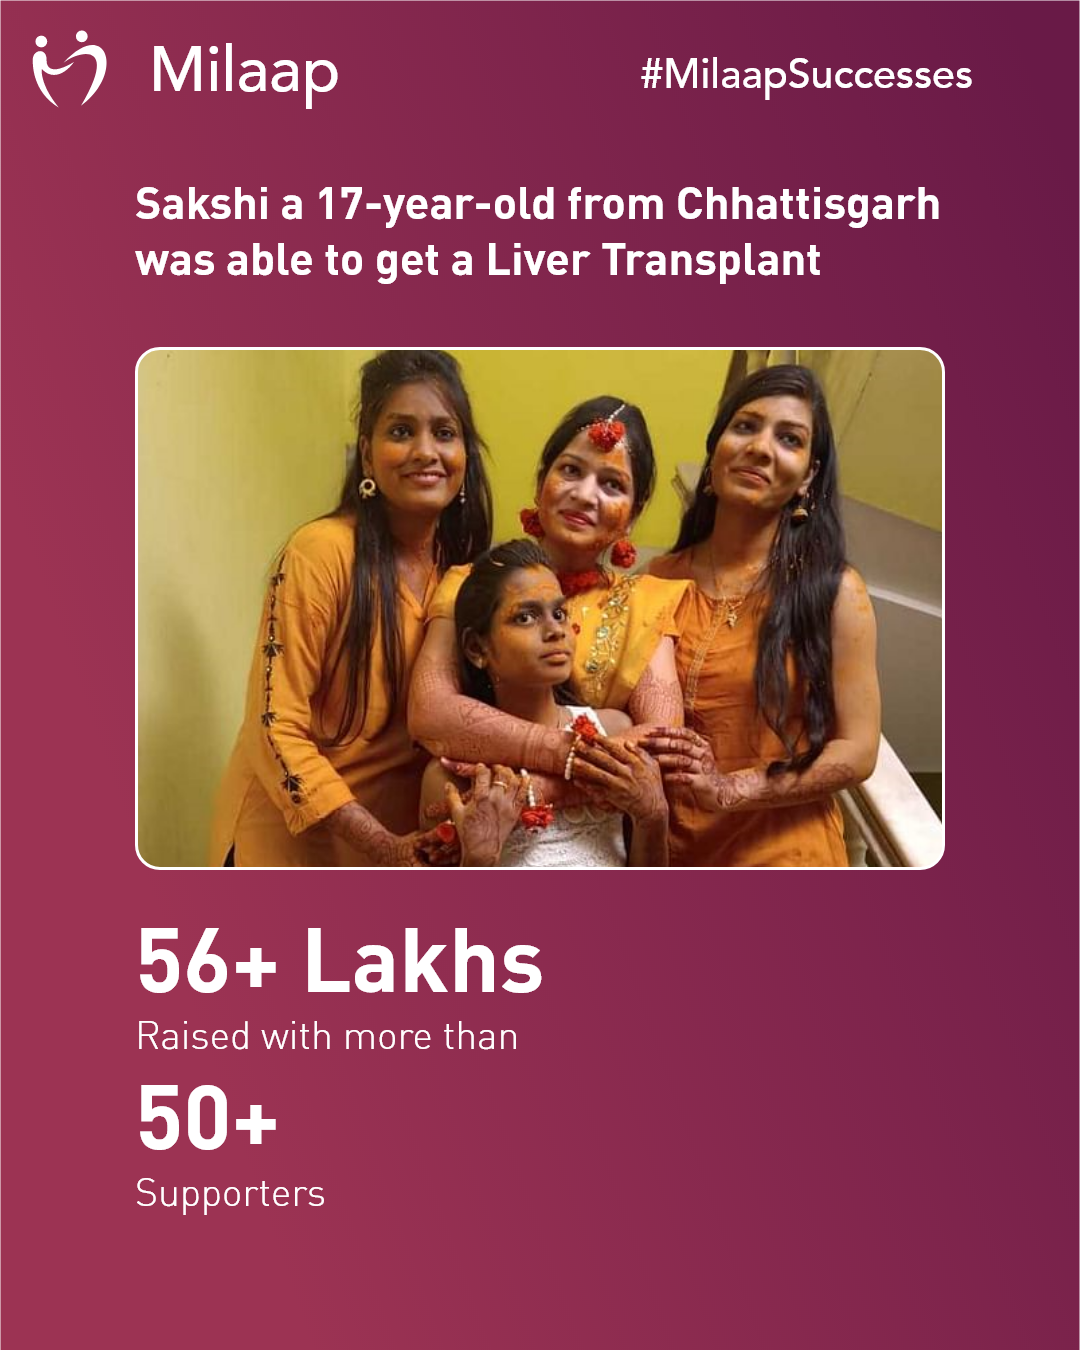 Milaap
#MilaapSuccesses
Sakshi a 17-year-old from Chhattisgarh
was able to get a Liver Transplant
56+ Lakhs
Raised with more than
50+
Supporters